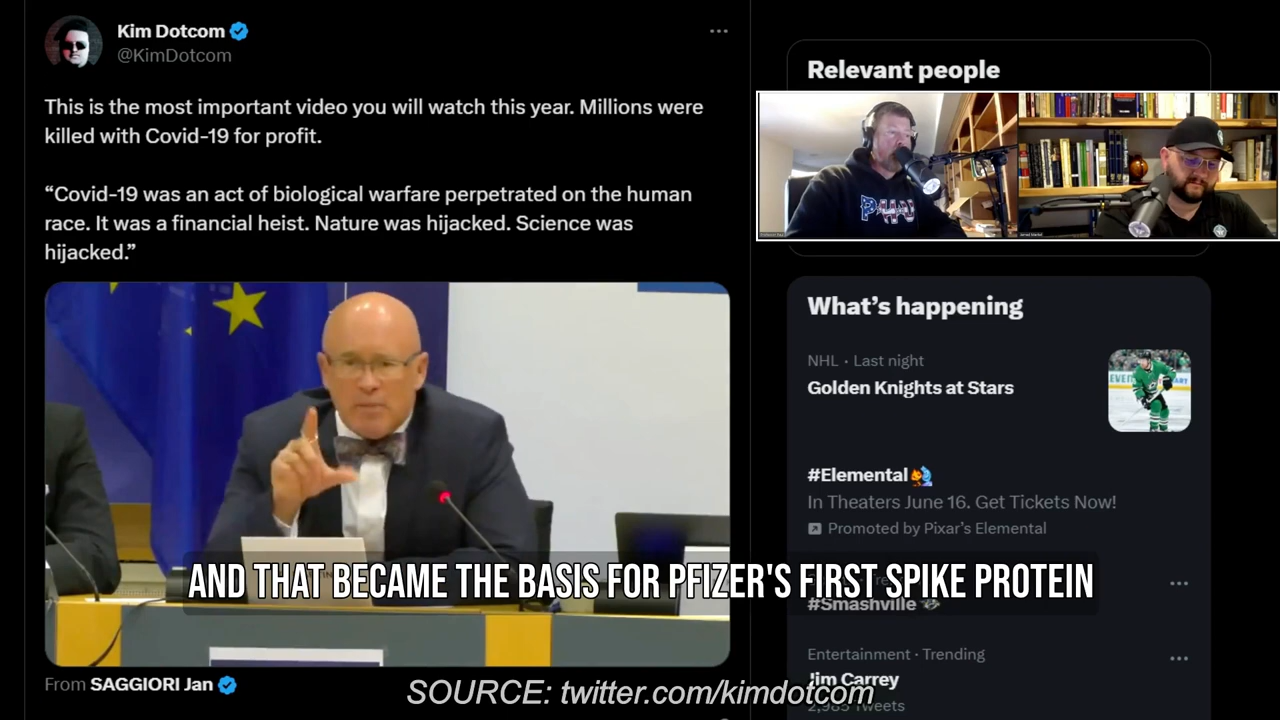 Kim Dotcom
@KimDotcom
This is the most important video you will watch this year. Millions were
killed with Covid-19 for profit.
“Covid-19 was an act of biological warfare perpetrated on the human
race. It was a financial heist. Nature was hijacked. Science was
hijacked.”
AND THAT BECAME THE BASIS FOR PFIZER'S FIRST SPIKE PROTEIN
From SAGGIORI Jan
SOURCE: twitter.com/kimdotcom
Relevant people
What’s happening
NHL · Last night
Golden Knights at Stars
#Elemental
In Theaters June 16. Get Tickets Now!
Promoted by Pixar’s Elemental
#Smashville
Entertainment · Trending
Jim Carrey
2,985 Tweets